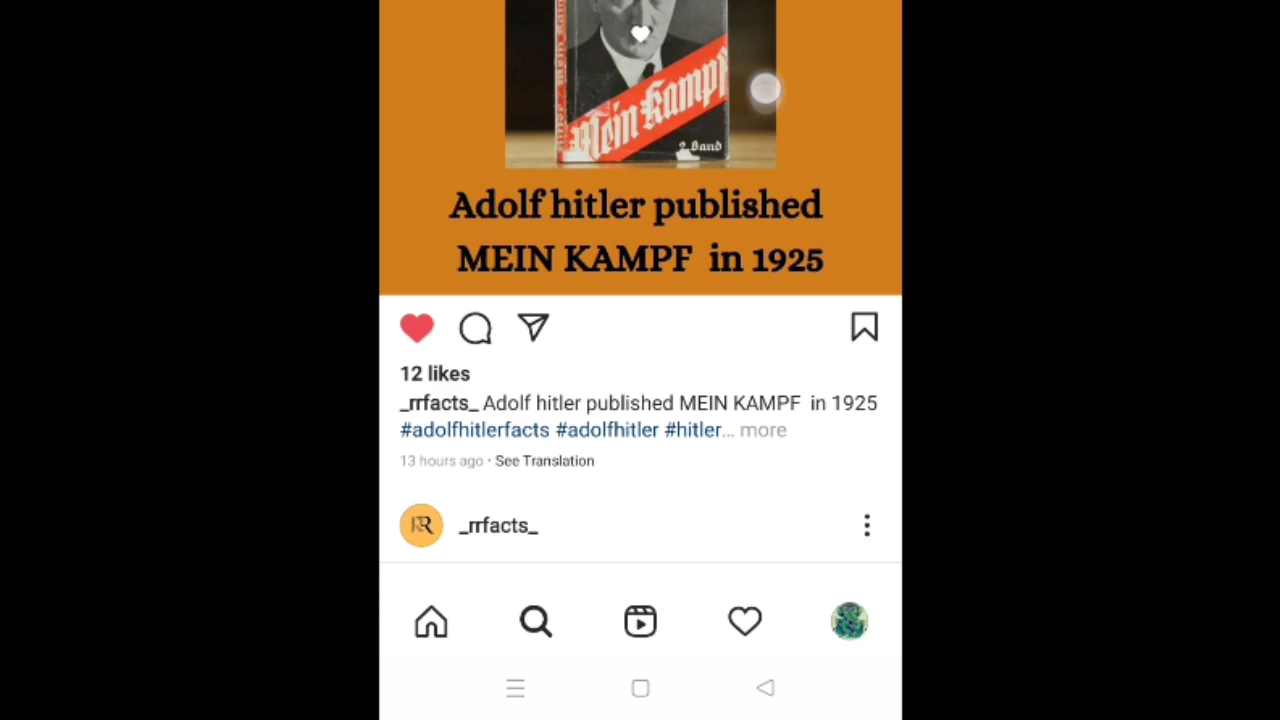 Mein Kampf
2. Band
Adolf hitler published
MEIN KAMPF in 1925
12 likes
_rrfacts_ Adolf hitler published MEIN KAMPF in 1925
#adolfhitlerfacts #adolfhitler #hitler... more
13 hours ago • See Translation
RR
_rrfacts_